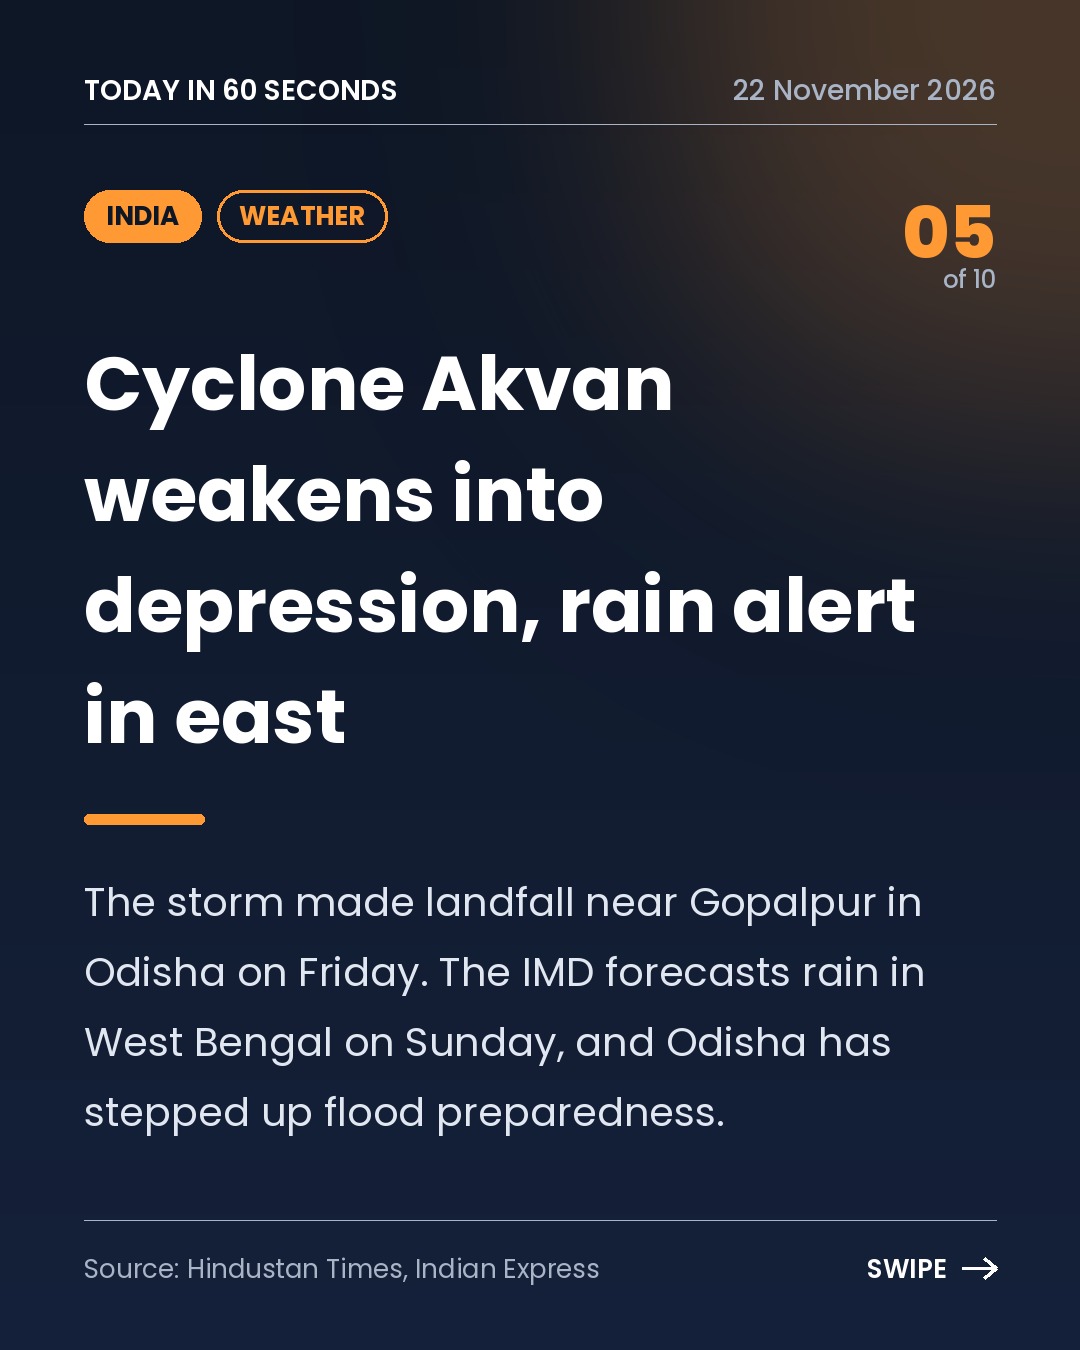 TODAY IN 60 SECONDS
22 November 2026
INDIA
WEATHER
05
of 10
Cyclone Akvan
weakens into
depression, rain alert
in east
The storm made landfall near Gopalpur in
Odisha on Friday. The IMD forecasts rain in
West Bengal on Sunday, and Odisha has
stepped up flood preparedness.
Source: Hindustan Times, Indian Express
SWIPE